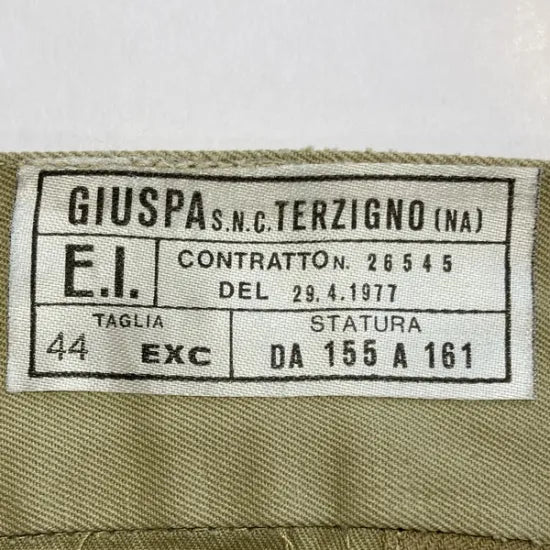 GIUSPA S.N.C. TERZIGNO (NA)
E.I.
CONTRATTO N. 26545
DEL 29.4.1977
TAGLIA
44 EXC
STATURA
DA 155 A 161